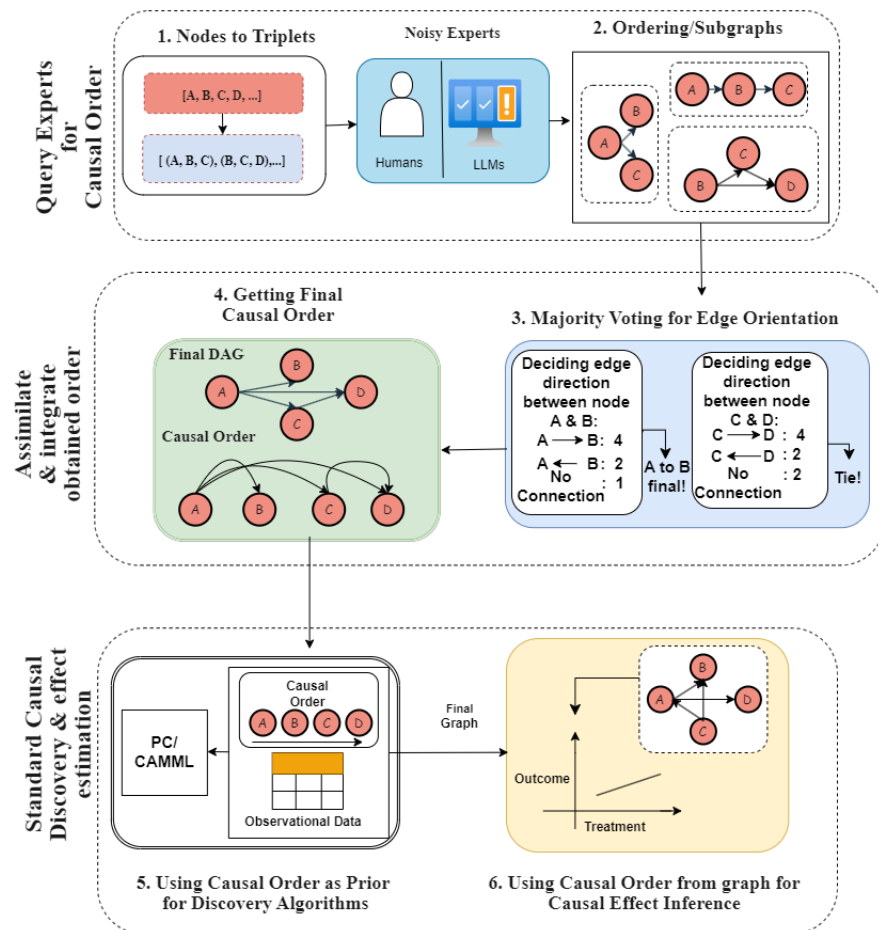 Query Experts
for
Causal Order
1. Nodes to Triplets
[A, B, C, D, ...]
[ (A, B, C), (B, C, D),...]
Noisy Experts
Humans
LLMs
2. Ordering/Subgraphs
A
B
C
A
B
C
B
C
D
Assimilate
& integrate
obtained order
4. Getting Final
Causal Order
Final DAG
A
B
C
D
Causal Order
A
B
C
D
3. Majority Voting for Edge Orientation
Deciding edge
direction
between node
A & B:
A B: 4
A B: 2
No : 1
Connection
A to B
final!
Deciding edge
direction
between node
C & D:
C D : 4
C D : 2
No : 2
Connection
Tie!
Standard Causal
Discovery & effect
estimation
PC/
CAMML
Causal
Order
A B C D
Observational Data
5. Using Causal Order as Prior
for Discovery Algorithms
Final
Graph
A
B
C
D
Outcome
Treatment
6. Using Causal Order from graph for
Causal Effect Inference